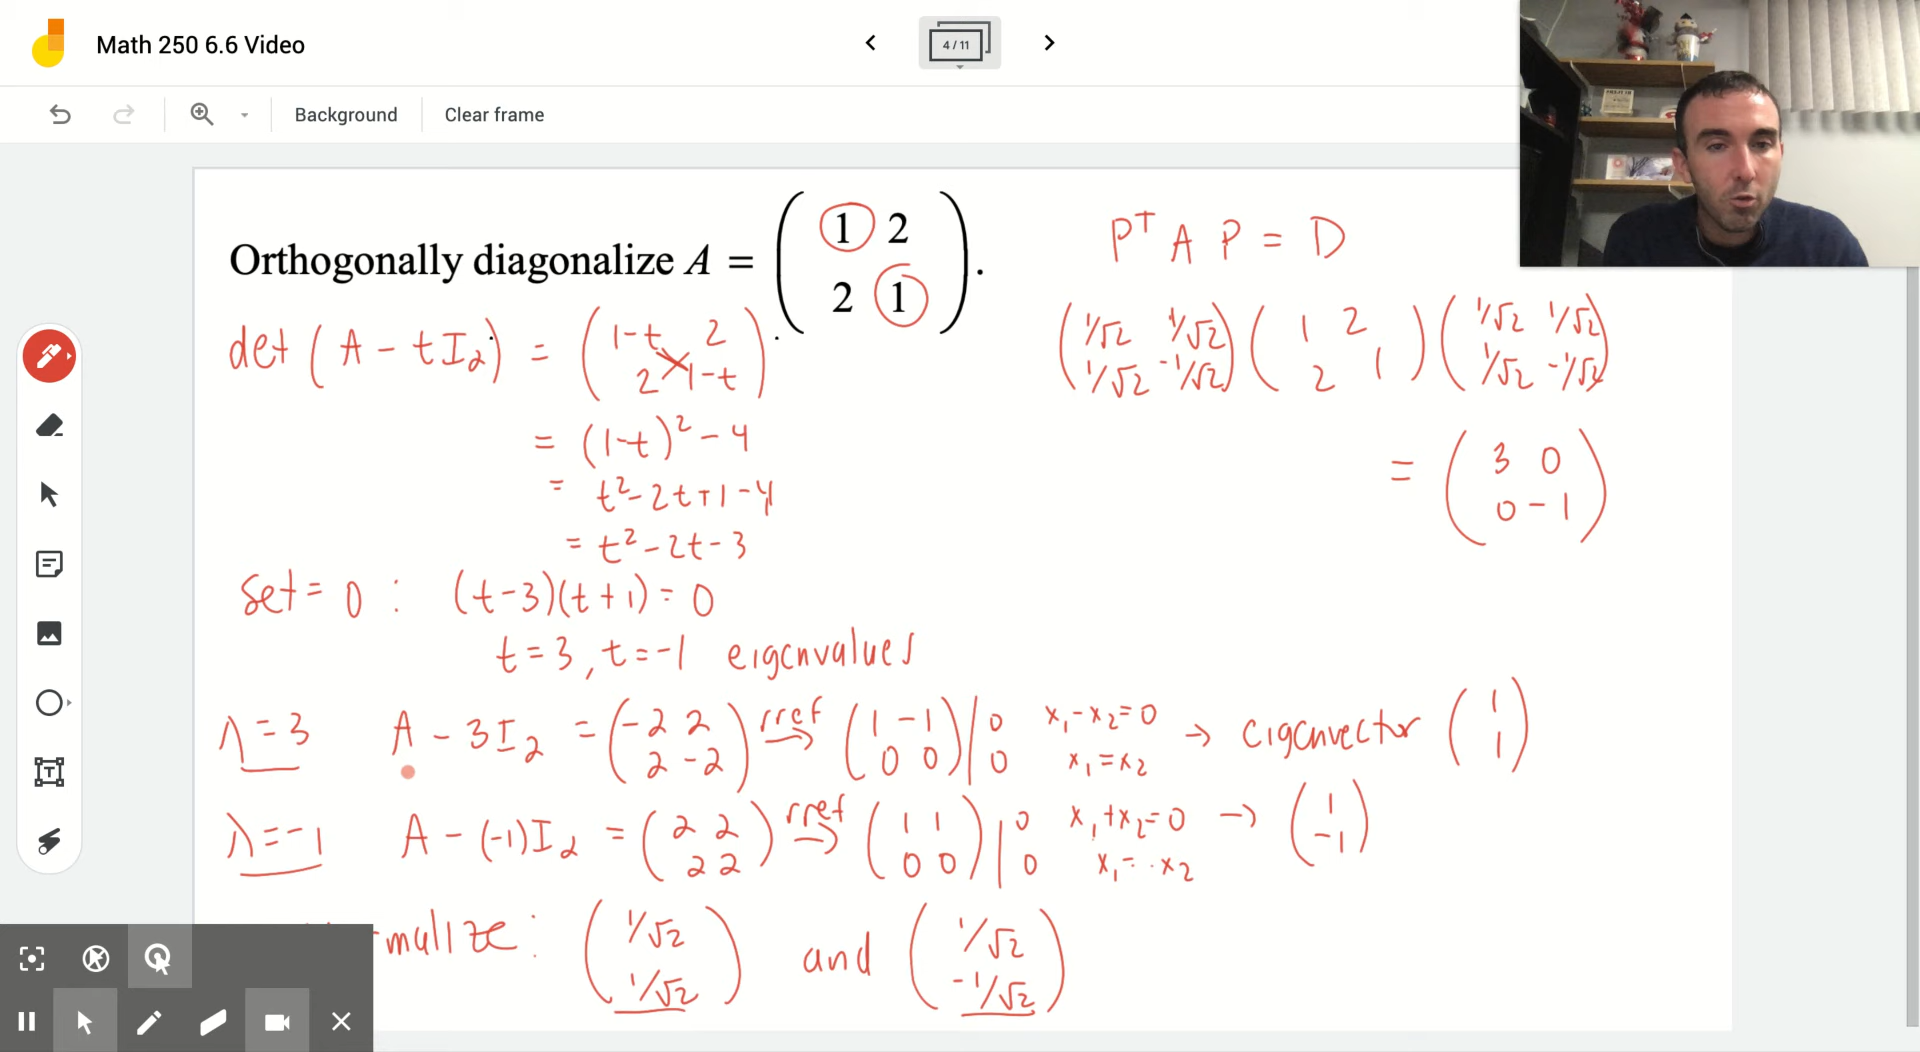 Math 250 6.6 Video
4 / 11
Background
Clear frame
Orthogonally diagonalize A = ( 1 2
2 1 ).
P^T A P = D
det (A - tI₂) = ( 1-t 2
2 1-t )
( 1/√2 1/√2
1/√2 -1/√2 ) ( 1 2
2 1 ) ( 1/√2 1/√2
1/√2 -1/√2 )
= ( 3 0
0 -1 )
= (1-t)² - 4
= t² - 2t + 1 - 4
= t² - 2t - 3
Set = 0 : (t-3)(t+1) = 0
t = 3, t = -1 eigenvalues
λ = 3 A - 3I₂ = ( -2 2
2 -2 ) rref → ( 1 -1
0 0 ) | 0
0 x₁ - x₂ = 0
x₁ = x₂ → eigenvector ( 1
1 )
λ = -1 A - (-1)I₂ = ( 2 2
2 2 ) rref → ( 1 1
0 0 ) | 0
0 x₁ + x₂ = 0
x₁ = -x₂ → ( 1
-1 )
malize : ( 1/√2
1/√2 ) and ( 1/√2
-1/√2 )